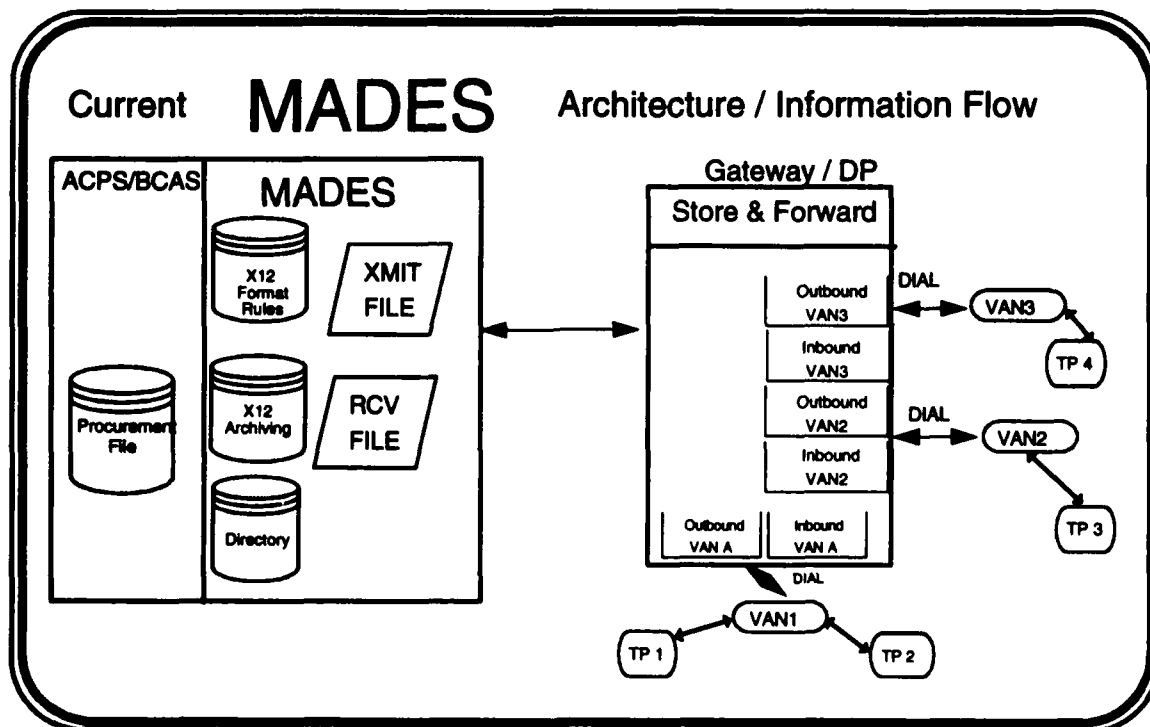 Current MADES Architecture / Information Flow
ACPS/BCAS
MADES
X12
Format
Rules
XMIT
FILE
Procurement
File
X12
Archiving
RCV
FILE
Directory
Gateway / DP
Store & Forward
Outbound
VAN3
Inbound
VAN3
Outbound
VAN2
Inbound
VAN2
Outbound
VAN A
Inbound
VAN A
DIAL
VAN3
TP 4
DIAL
VAN2
TP 3
DIAL
VAN1
TP 1
TP 2